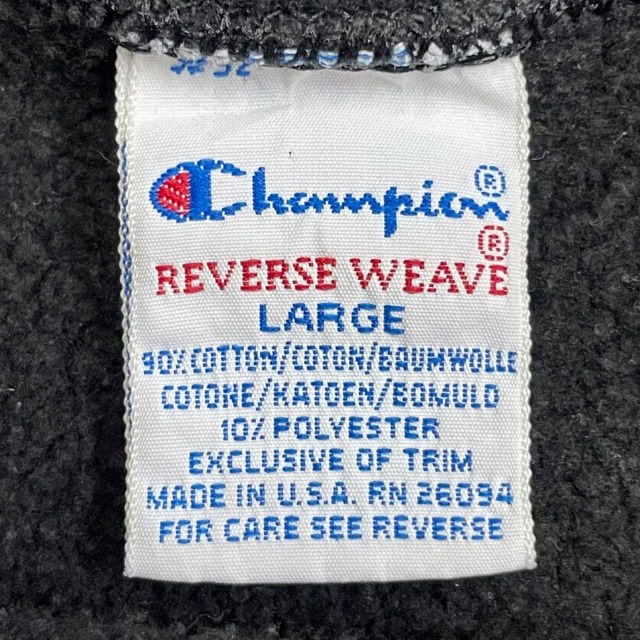 Champion®
REVERSE WEAVE®
LARGE
90% COTTON/COTON/BAUMWOLLE
COTONE/KATOEN/BOMULD
10% POLYESTER
EXCLUSIVE OF TRIM
MADE IN U.S.A. RN 26094
FOR CARE SEE REVERSE